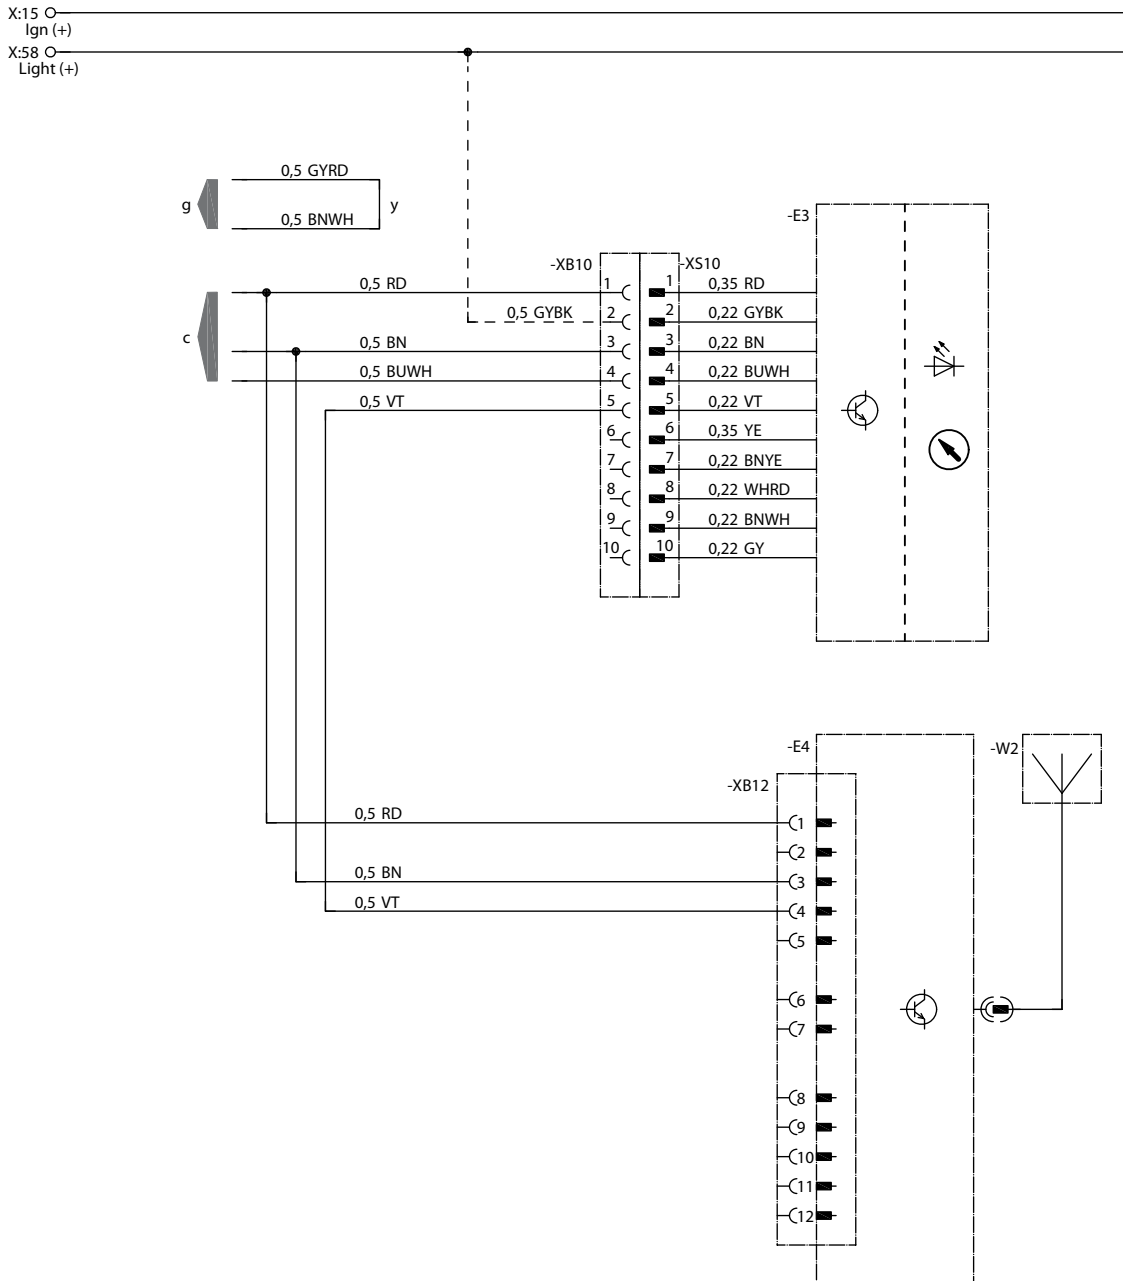 X:15
Ign (+)
X:58
Light (+)
0,5 GYRD
g
y
0,5 BNWH
-E3
-XB10
-XS10
0,5 RD
1
1
0,35 RD
0,5 GYBK
2
2
0,22 GYBK
c
0,5 BN
3
3
0,22 BN
0,5 BUWH
4
4
0,22 BUWH
0,5 VT
5
5
0,22 VT
6
6
0,35 YE
7
7
0,22 BNYE
8
8
0,22 WHRD
9
9
0,22 BNWH
10
10
0,22 GY
-E4
-W2
-XB12
0,5 RD
1
2
0,5 BN
3
0,5 VT
4
5
6
7
8
9
10
11
12